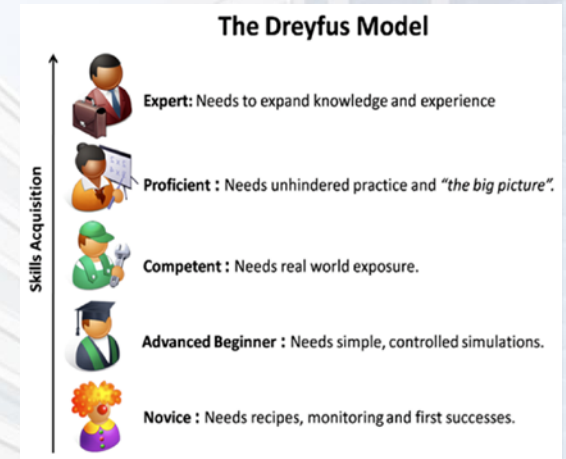 The Dreyfus Model
Expert: Needs to expand knowledge and experience
Proficient : Needs unhindered practice and “the big picture”.
Competent : Needs real world exposure.
Advanced Beginner : Needs simple, controlled simulations.
Novice : Needs recipes, monitoring and first successes.
Skills Acquisition